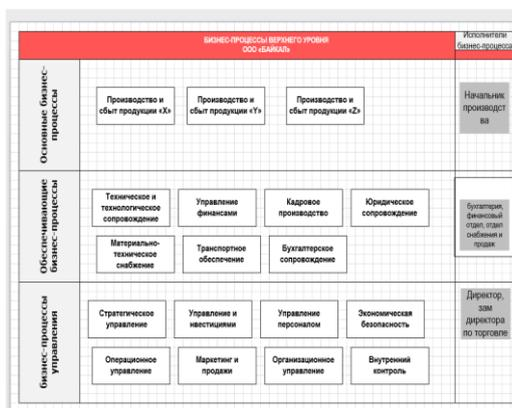 БИЗНЕС-ПРОЦЕССЫ ВЕРХНЕГО УРОВНЯ
ООО «БАЙКАЛ»
Исполнители
бизнес-процесса
Основные бизнес-
процессы
Производство и
сбыт продукции «X»
Производство и
сбыт продукции «Y»
Производство и
сбыт продукции «Z»
Начальник
производст
ва
Обеспечивающие
бизнес-процессы
Техническое и
технологическое
сопровождение
Управление
финансами
Кадровое
производство
Юридическое
сопровождение
Материально-
техническое
снабжение
Транспортное
обеспечение
Бухгалтерское
сопровождение
бухгалтерия,
финансовый
отдел, отдел
снабжения и
продаж
бизнес-процессы
управления
Стратегическое
управление
Управление и
нвестициями
Управление
персоналом
Экономическая
безопасность
Операционное
управление
Маркетинг и
продажи
Организационное
управление
Внутренний
контроль
Директор,
зам
директора
по торговле